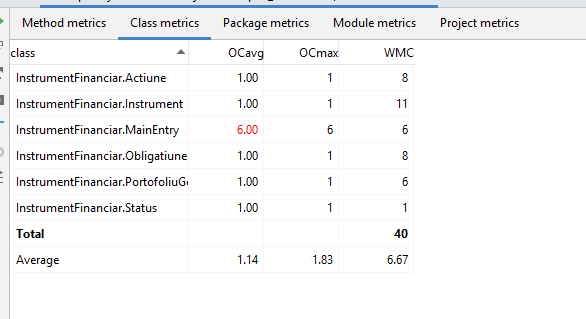 Method metrics Class metrics Package metrics Module metrics Project metrics
class OCavg OCmax WMC
InstrumentFinanciar.Actiune 1.00 1 8
InstrumentFinanciar.Instrument 1.00 1 11
InstrumentFinanciar.MainEntry 6.00 6 6
InstrumentFinanciar.Obligatiune 1.00 1 8
InstrumentFinanciar.PortofoliuG 1.00 1 6
InstrumentFinanciar.Status 1.00 1 1
Total 40
Average 1.14 1.83 6.67